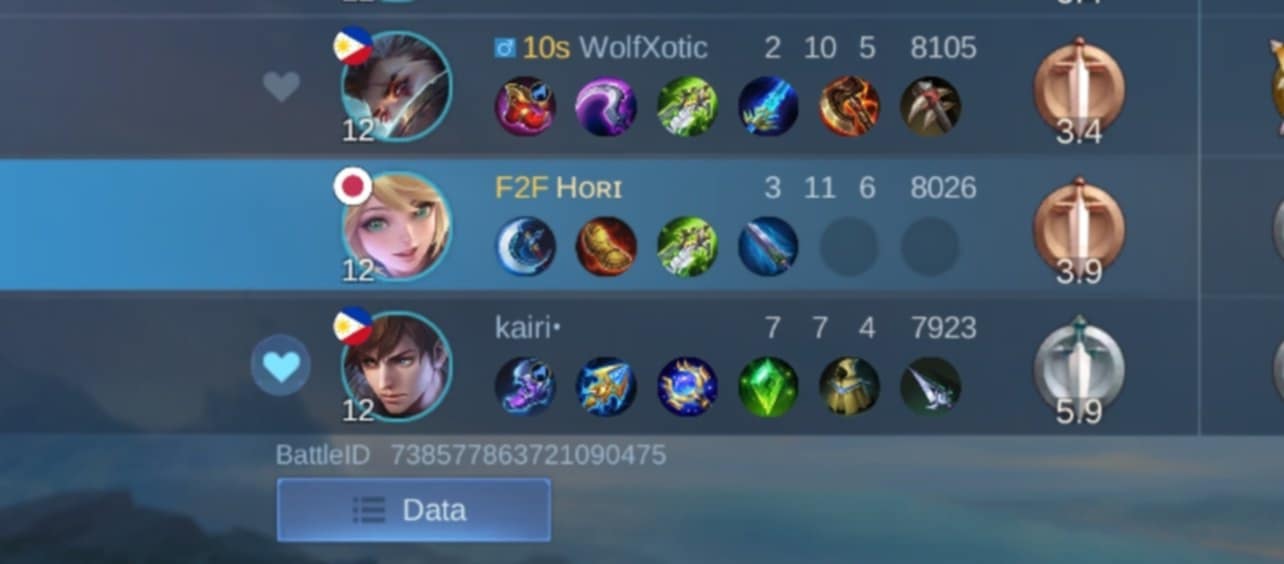 ♂ 10s WolfXotic 2 10 5 8105
12
3.4
F2F Hori 3 11 6 8026
12
3.9
kairi• 7 7 4 7923
12
5.9
BattleID 738577863721090475
Data